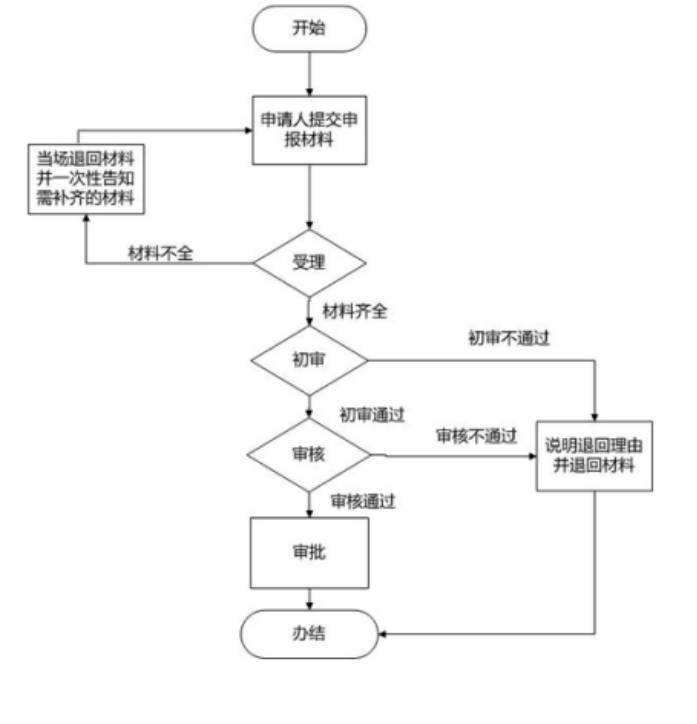 开始
申请人提交申
报材料
当场退回材料
并一次性告知
需补齐的材料
材料不全
受理
材料齐全
初审不通过
初审
初审通过
审核不通过
说明退回理由
并退回材料
审核
审核通过
审批
办结